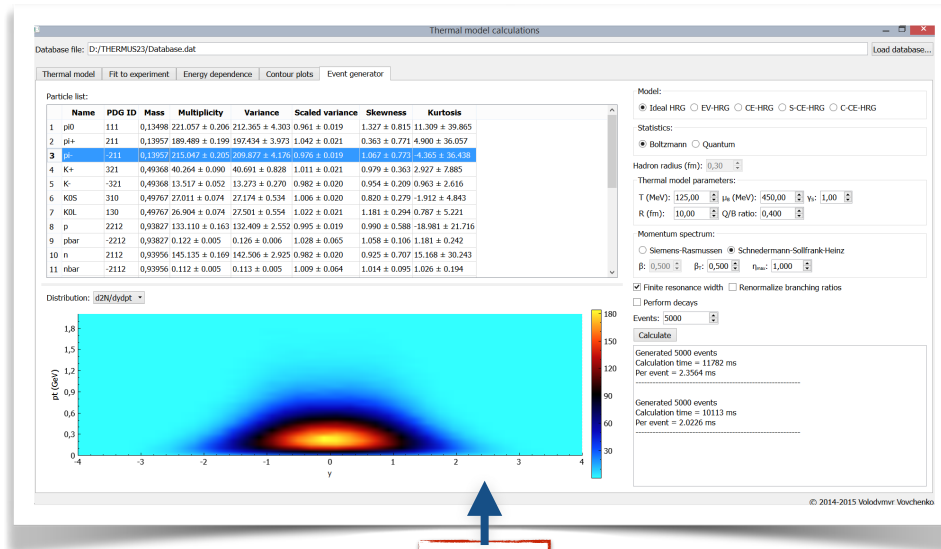 Thermal model calculations
Database file: D:/THERMUS23/Database.dat Load database...
Thermal model Fit to experiment Energy dependence Contour plots Event generator
Particle list:
Name PDG ID Mass Multiplicity Variance Scaled variance Skewness Kurtosis
1 pi0 111 0,13498 221.057 ± 0.206 212.365 ± 4.303 0.961 ± 0.019 1.327 ± 0.815 11.309 ± 39.865
2 pi+ 211 0,13957 189.489 ± 0.199 197.434 ± 3.973 1.042 ± 0.021 0.363 ± 0.771 4.900 ± 36.057
3 pi- -211 0,13957 215.047 ± 0.205 209.877 ± 4.176 0.976 ± 0.019 1.067 ± 0.773 -4.365 ± 36.438
4 K+ 321 0,49368 40.264 ± 0.090 40.691 ± 0.828 1.011 ± 0.021 0.979 ± 0.363 2.927 ± 7.885
5 K- -321 0,49368 13.517 ± 0.052 13.273 ± 0.270 0.982 ± 0.020 0.954 ± 0.209 0.963 ± 2.616
6 K0S 310 0,49767 27.011 ± 0.074 27.174 ± 0.534 1.006 ± 0.020 0.820 ± 0.279 -1.912 ± 4.843
7 K0L 130 0,49767 26.904 ± 0.074 27.501 ± 0.554 1.022 ± 0.021 1.181 ± 0.294 0.787 ± 5.221
8 p 2212 0,93827 133.110 ± 0.163 132.409 ± 2.552 0.995 ± 0.019 0.990 ± 0.588 -18.981 ± 21.716
9 pbar -2212 0,93827 0.122 ± 0.005 0.126 ± 0.006 1.028 ± 0.065 1.058 ± 0.106 1.181 ± 0.242
10 n 2112 0,93956 145.135 ± 0.169 142.506 ± 2.925 0.982 ± 0.020 0.925 ± 0.707 15.168 ± 30.243
11 nbar -2112 0,93956 0.112 ± 0.005 0.113 ± 0.005 1.009 ± 0.064 1.014 ± 0.095 1.026 ± 0.194
Distribution: d2N/dydpt
1,8
1,5
1,2
0,9
0,6
0,3
0
pt (GeV)
-4 -3 -2 -1 0 1 2 3 4
y
180
150
120
90
60
30
Model:
Ideal HRG EV-HRG CE-HRG S-CE-HRG C-CE-HRG
Statistics:
Boltzmann Quantum
Hadron radius (fm): 0,30
Thermal model parameters:
T (MeV): 125,00 μB (MeV): 450,00 γs: 1,00
R (fm): 10,00 Q/B ratio: 0,400
Momentum spectrum:
Siemens-Rasmussen Schnedermann-Sollfrank-Heinz
β: 0,500 βT: 0,500 ηmax: 1,000
Finite resonance width Renormalize branching ratios
Perform decays
Events: 5000
Calculate
Generated 5000 events
Calculation time = 11782 ms
Per event = 2.3564 ms
------------------------------------------------
Generated 5000 events
Calculation time = 10113 ms
Per event = 2.0226 ms
------------------------------------------------
© 2014-2015 Volodymyr Vovchenko